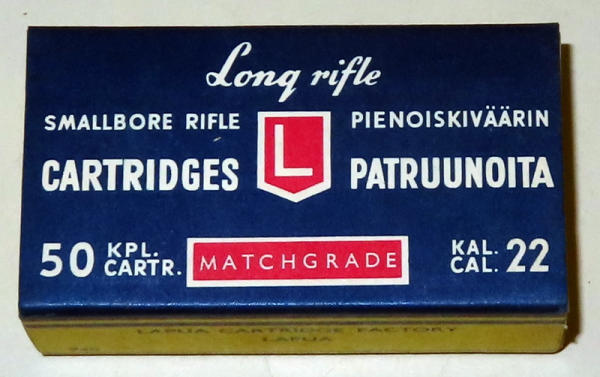 Long rifle
SMALLBORE RIFLE
CARTRIDGES
L
PIENOISKIVÄÄRIN
PATRUUNOITA
50 KPL.
CARTR.
MATCHGRADE
KAL.
CAL. 22
LAPUA CARTRIDGE FACTORY
LAPUA